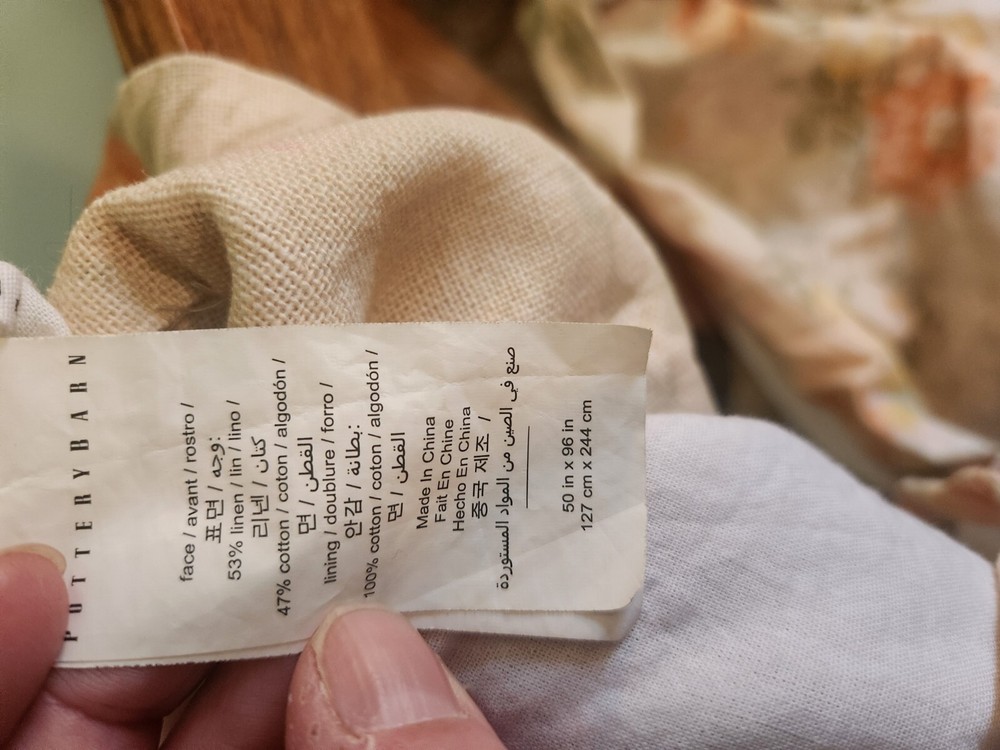 POTTERYBARN
face / avant / rostro /
표면 / وجه:
53% linen / lin / lino /
리넨 / كتان
47% cotton / coton / algodón /
면 / القطن
lining / doublure / forro /
안감 / بطانة:
100% cotton / coton / algodón /
면 / القطن
Made In China
Fait En Chine
Hecho En China
중국 제조 /
صنع في الصين من المواد المستوردة
50 in x 96 in
127 cm x 244 cm